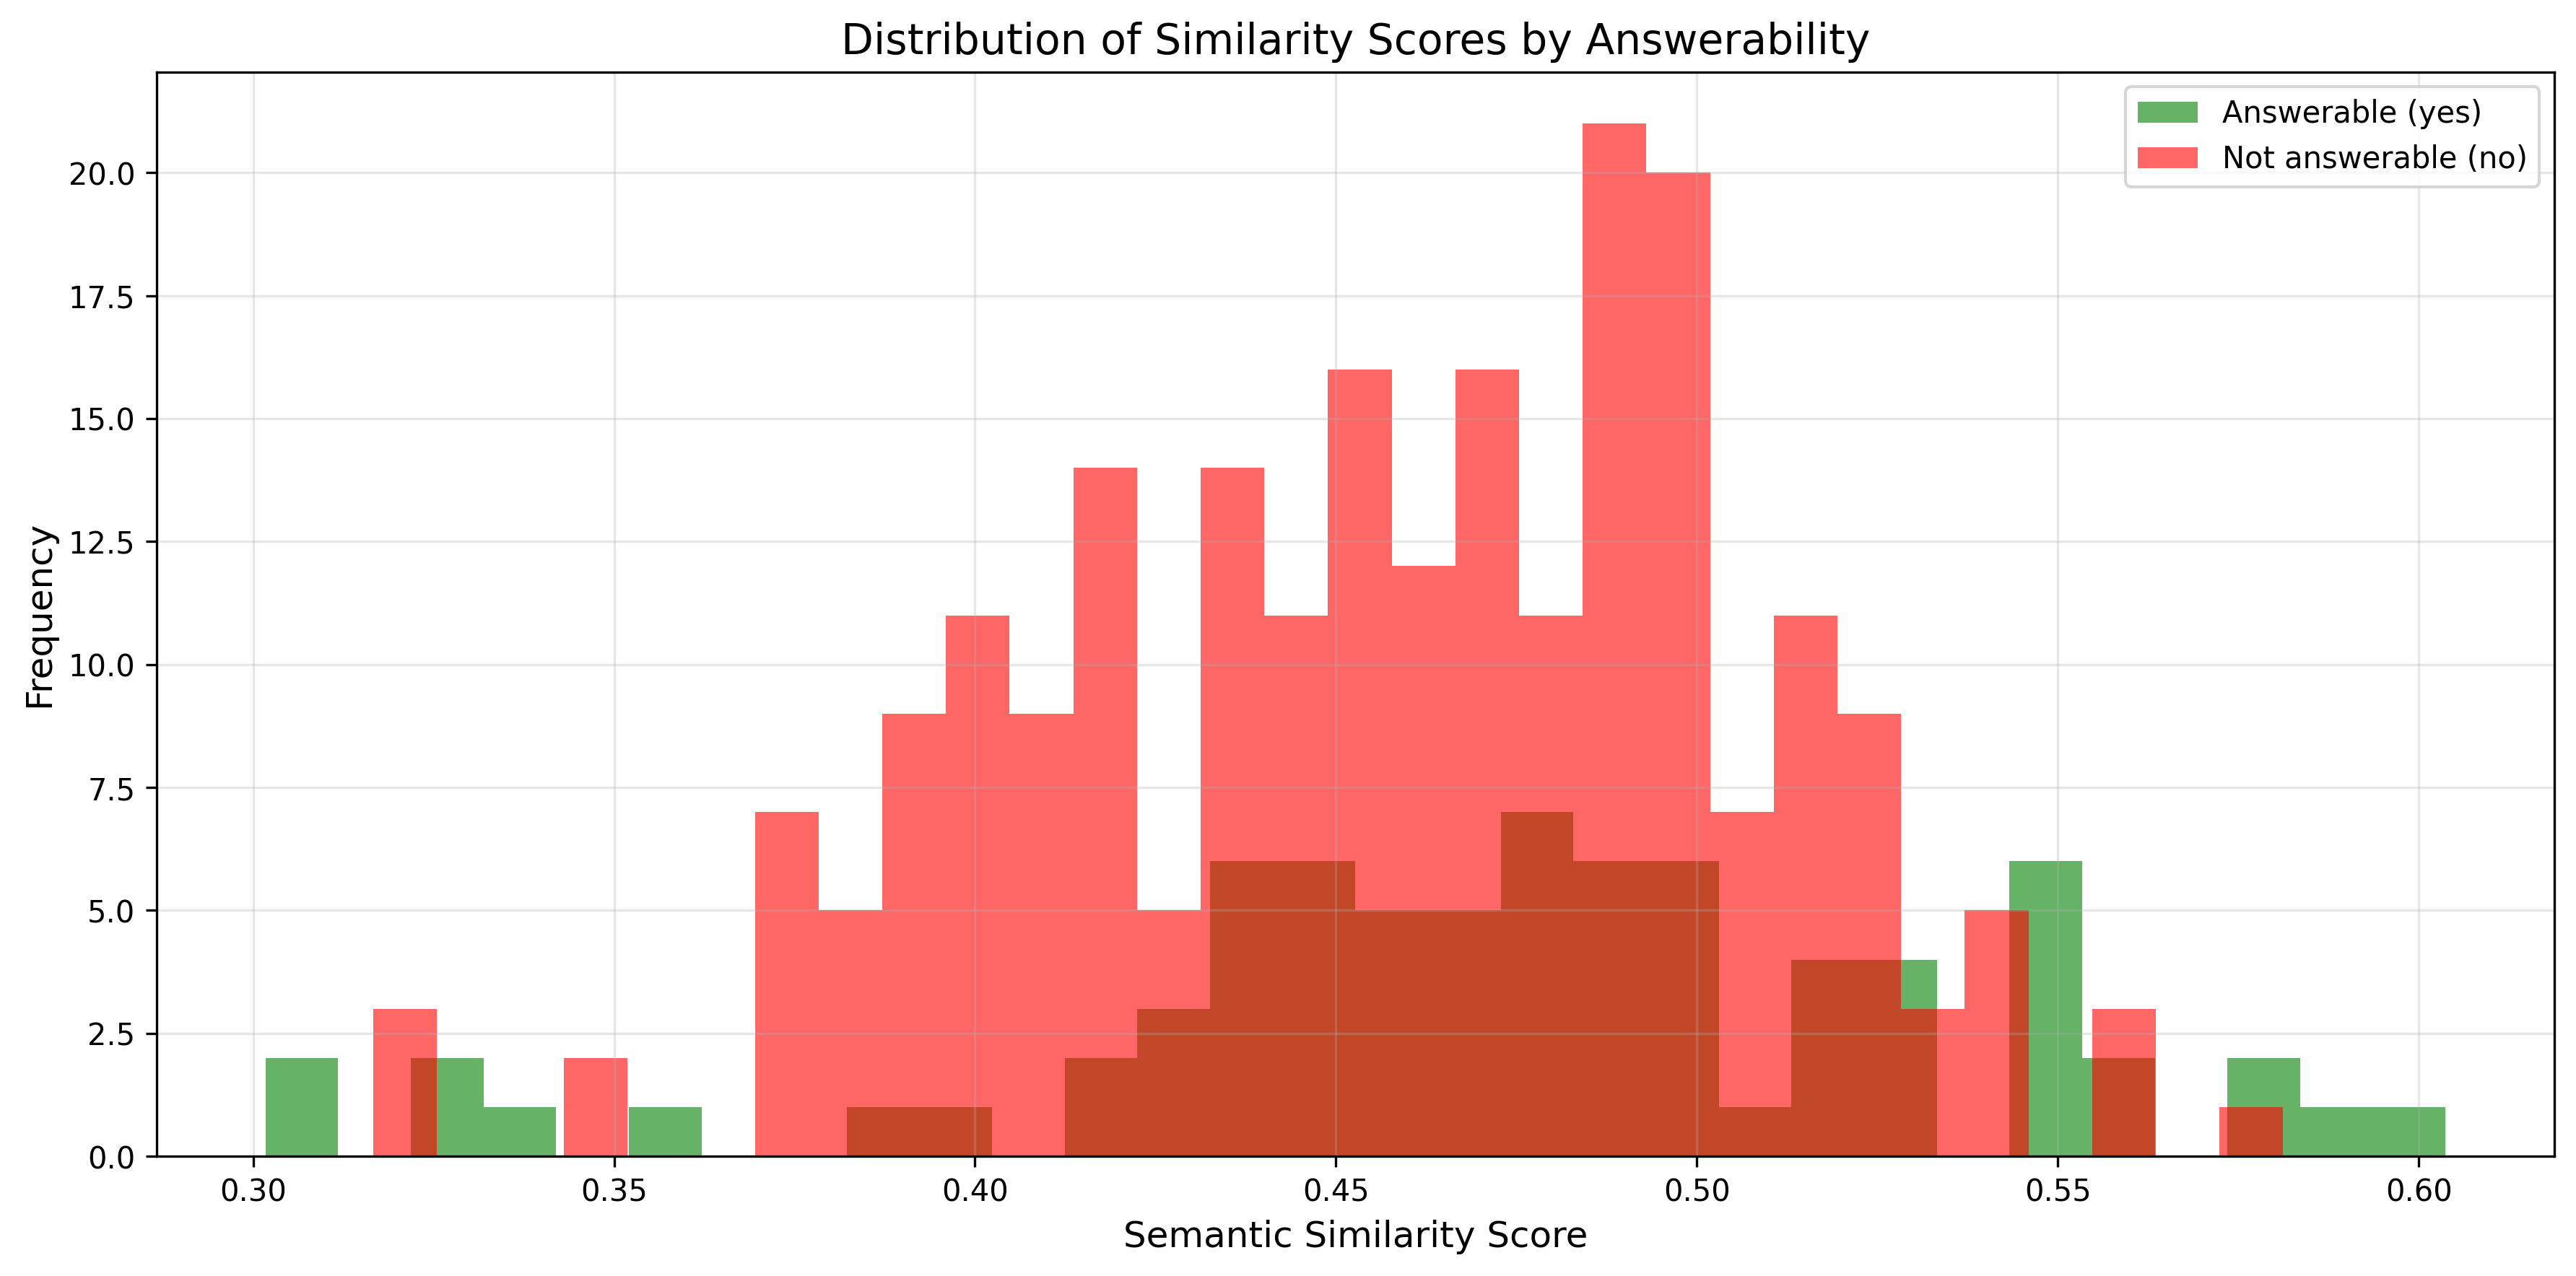 Distribution of Similarity Scores by Answerability
Answerable (yes)
Not answerable (no)
20.0
17.5
15.0
12.5
10.0
7.5
5.0
2.5
0.0
Frequency
0.30 0.35 0.40 0.45 0.50 0.55 0.60
Semantic Similarity Score